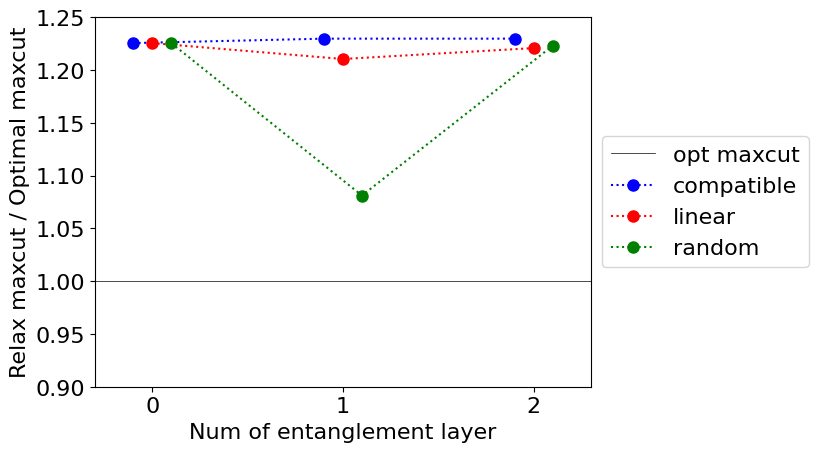 Relax maxcut / Optimal maxcut
1.25
1.20
1.15
1.10
1.05
1.00
0.95
0.90
0
1
2
Num of entanglement layer
opt maxcut
compatible
linear
random